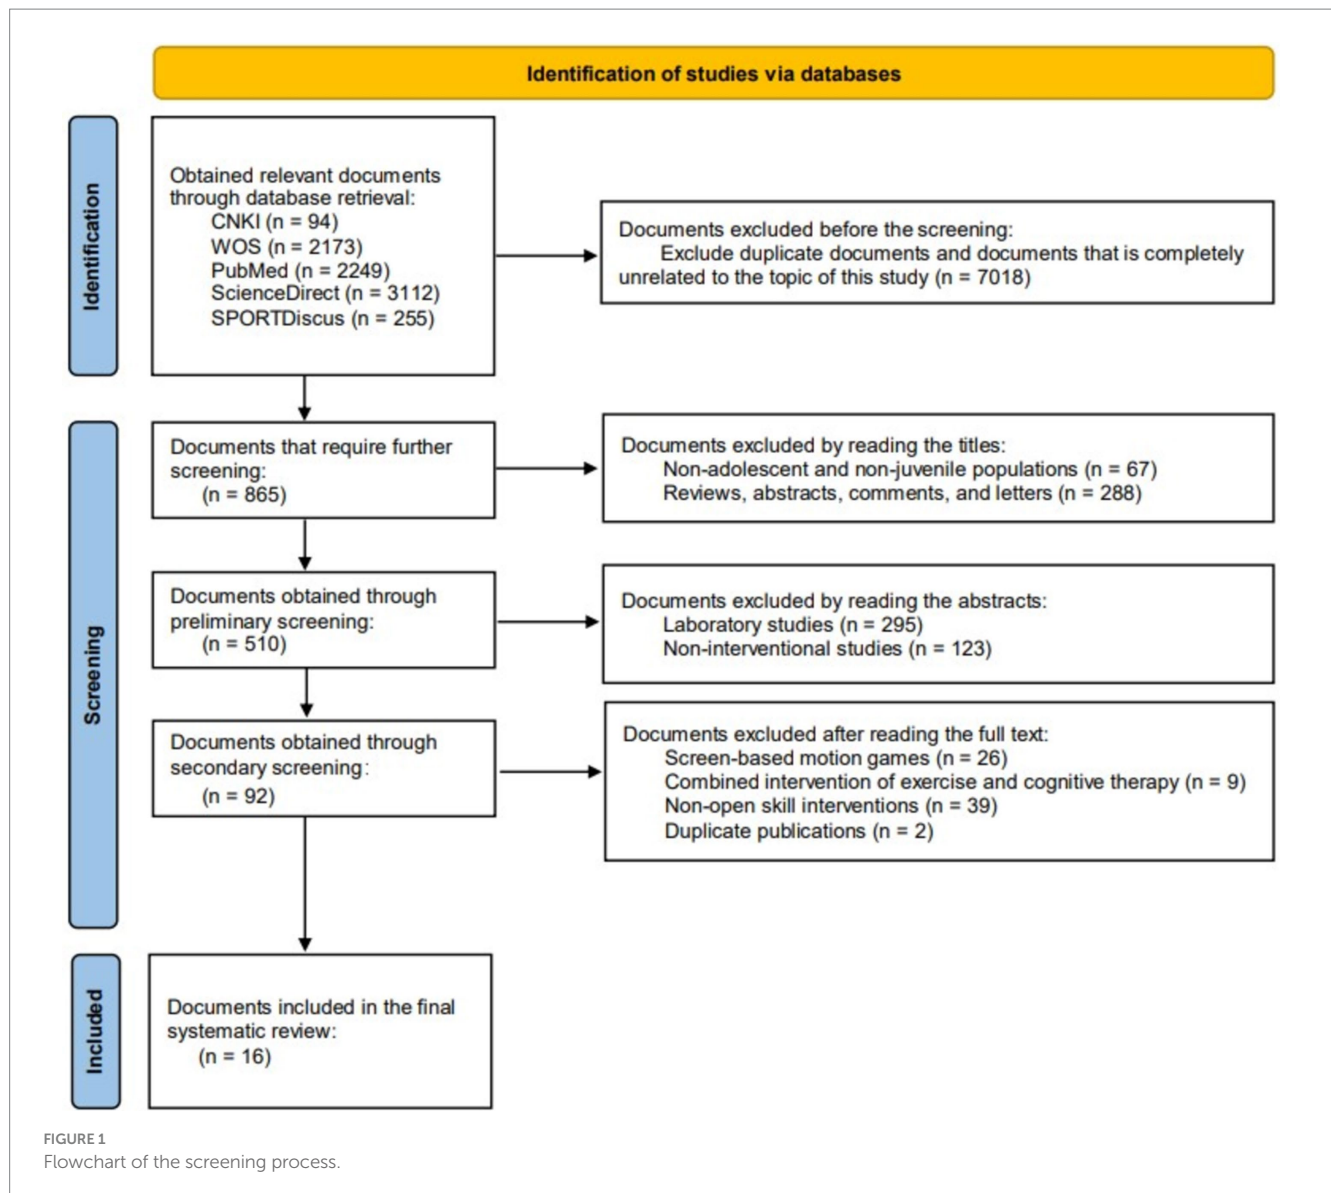 Identification of studies via databases
Identification
Obtained relevant documents
through database retrieval:
CNKI (n = 94)
WOS (n = 2173)
PubMed (n = 2249)
ScienceDirect (n = 3112)
SPORTDiscus (n = 255)
Documents excluded before the screening:
Exclude duplicate documents and documents that is completely
unrelated to the topic of this study (n = 7018)
Screening
Documents that require further
screening:
(n = 865)
Documents excluded by reading the titles:
Non-adolescent and non-juvenile populations (n = 67)
Reviews, abstracts, comments, and letters (n = 288)
Documents obtained through
preliminary screening:
(n = 510)
Documents excluded by reading the abstracts:
Laboratory studies (n = 295)
Non-interventional studies (n = 123)
Documents obtained through
secondary screening:
(n = 92)
Documents excluded after reading the full text:
Screen-based motion games (n = 26)
Combined intervention of exercise and cognitive therapy (n = 9)
Non-open skill interventions (n = 39)
Duplicate publications (n = 2)
Included
Documents included in the final
systematic review:
(n = 16)
FIGURE 1
Flowchart of the screening process.